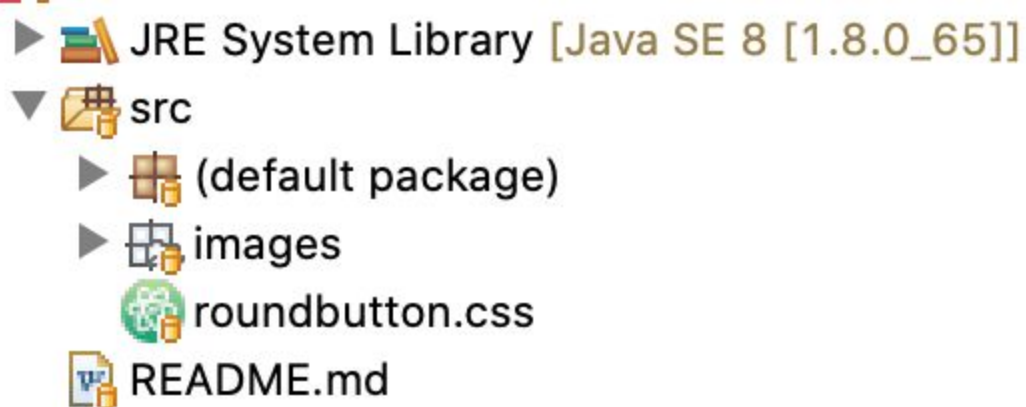 JRE System Library [Java SE 8 [1.8.0_65]]
src
(default package)
images
roundbutton.css
README.md